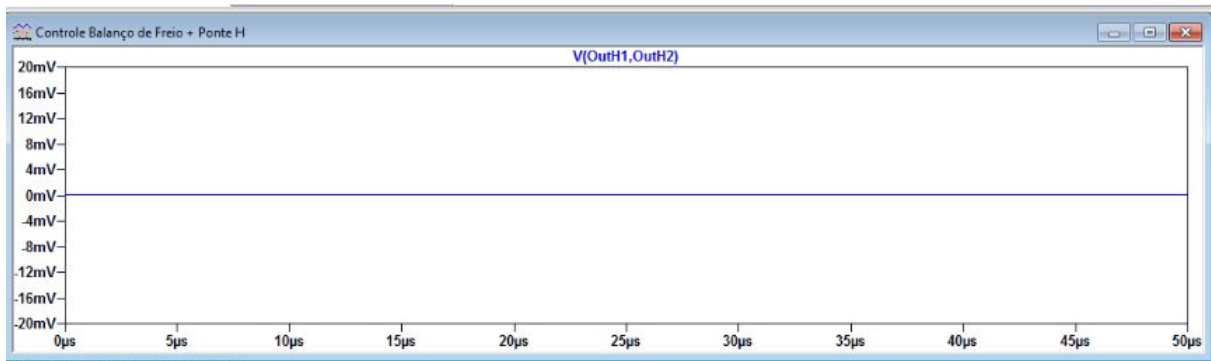 Controle Balanço de Freio + Ponte H
V(OutH1,OutH2)
20mV
16mV
12mV
8mV
4mV
0mV
-4mV
-8mV
-12mV
-16mV
-20mV
0µs 5µs 10µs 15µs 20µs 25µs 30µs 35µs 40µs 45µs 50µs